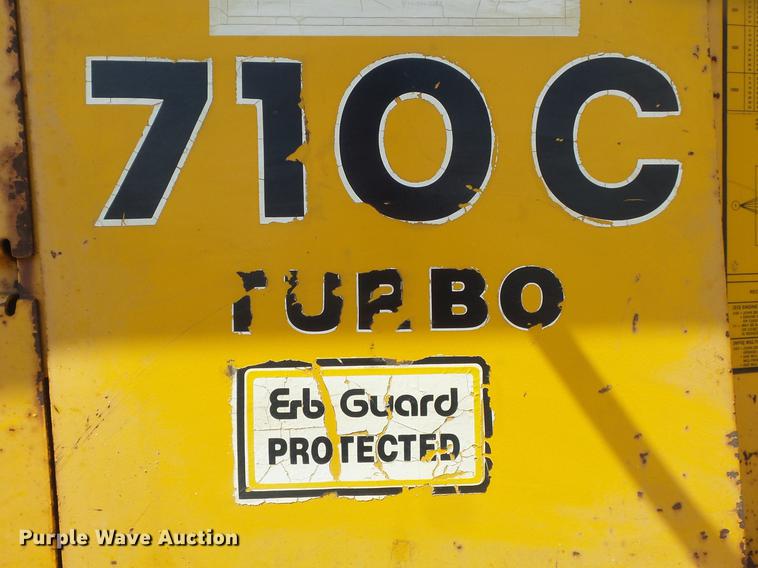 710C
TURBO
Erb Guard
PROTECTED
Purple Wave Auction